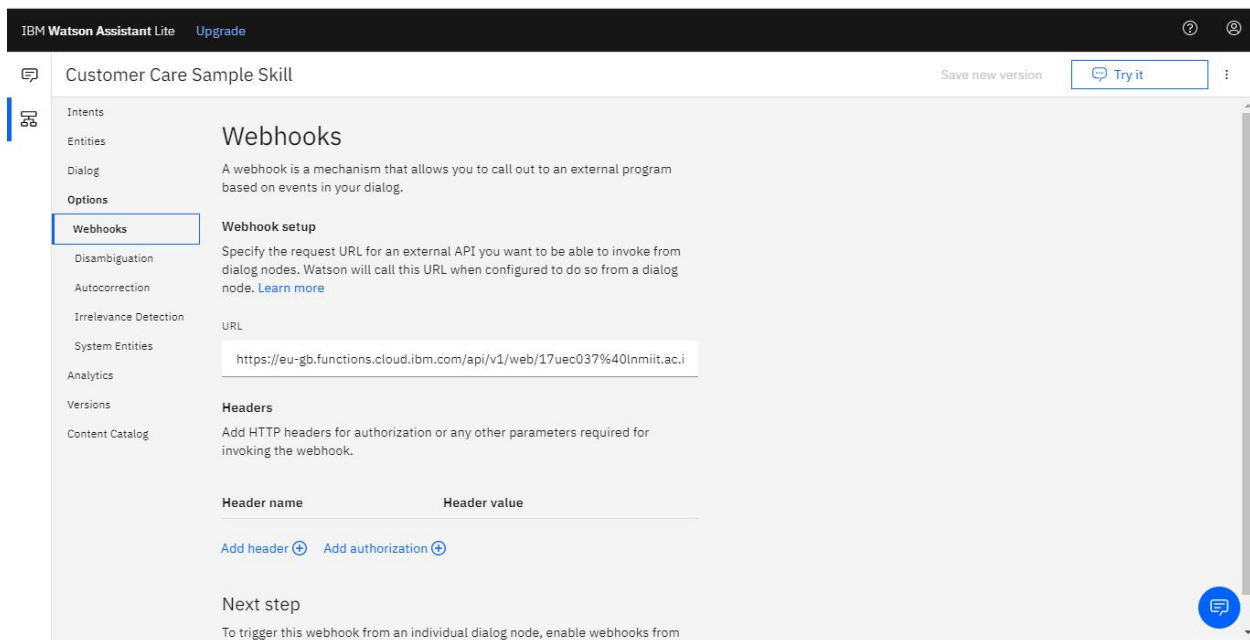 IBM Watson Assistant Lite Upgrade
Customer Care Sample Skill
Save new version
Try it
Intents
Entities
Dialog
Options
Webhooks
Disambiguation
Autocorrection
Irrelevance Detection
System Entities
Analytics
Versions
Content Catalog
Webhooks
A webhook is a mechanism that allows you to call out to an external program
based on events in your dialog.
Webhook setup
Specify the request URL for an external API you want to be able to invoke from
dialog nodes. Watson will call this URL when configured to do so from a dialog
node. Learn more
URL
https://eu-gb.functions.cloud.ibm.com/api/v1/web/17uec037%40lnmiit.ac.i
Headers
Add HTTP headers for authorization or any other parameters required for
invoking the webhook.
Header name Header value
Add header Add authorization
Next step
To trigger this webhook from an individual dialog node, enable webhooks from